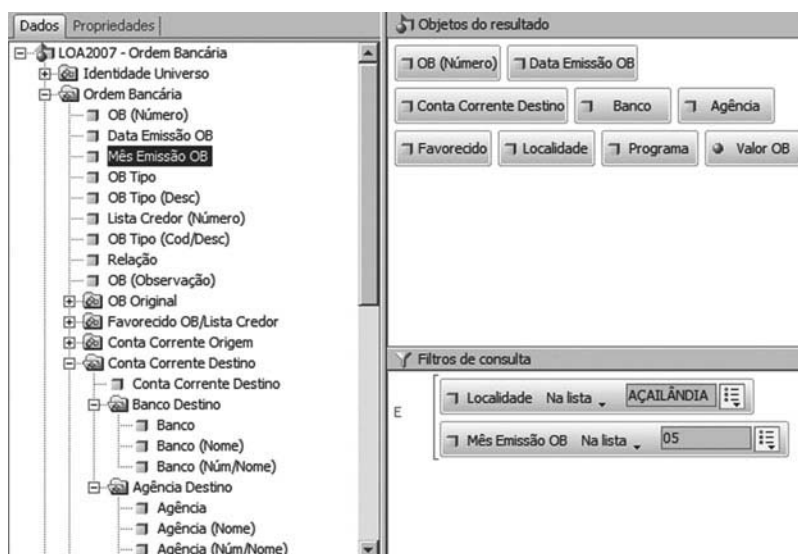 Dados Propriedades
LOA2007 - Ordem Bancária
Identidade Universo
Ordem Bancária
OB (Número)
Data Emissão OB
Mês Emissão OB
OB Tipo
OB Tipo (Desc)
Lista Credor (Número)
OB Tipo (Cod/Desc)
Relação
OB (Observação)
OB Original
Favorecido OB/Lista Credor
Conta Corrente Origem
Conta Corrente Destino
Conta Corrente Destino
Banco Destino
Banco
Banco (Nome)
Banco (Núm/Nome)
Agência Destino
Agência
Agência (Nome)
Agência (Núm/Nome)
Objetos do resultado
OB (Número) Data Emissão OB
Conta Corrente Destino Banco Agência
Favorecido Localidade Programa Valor OB
Filtros de consulta
E
Localidade Na lista AÇAILÂNDIA
Mês Emissão OB Na lista 05